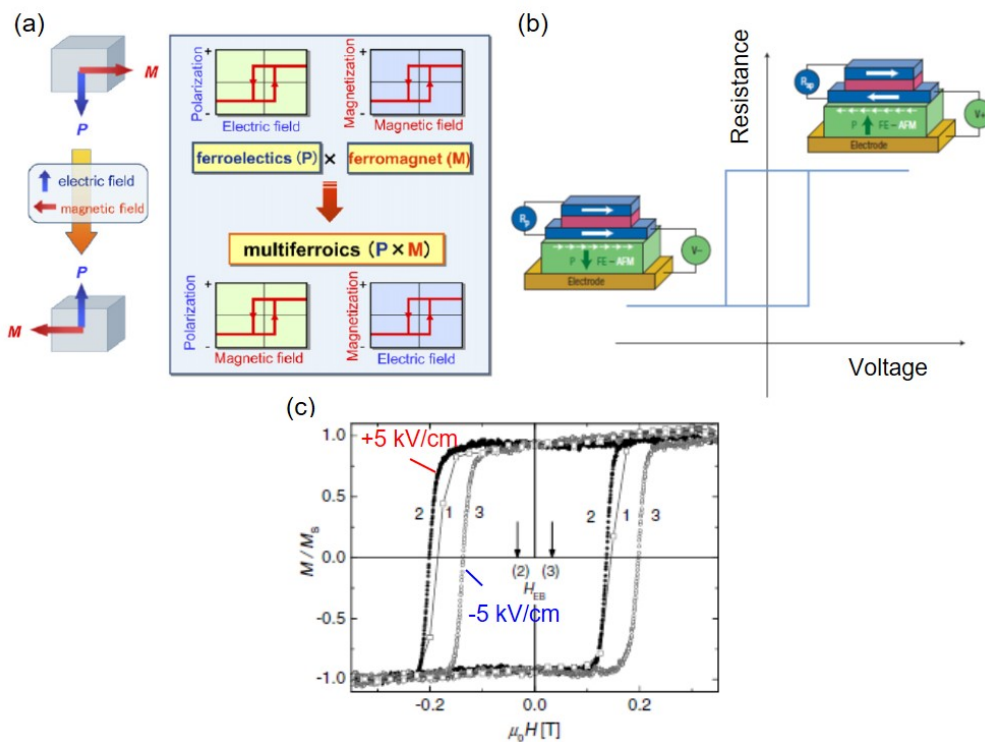 (a)
M
P
electric field
magnetic field
P
M
+
Polarization
-
Electric field
+
Magnetization
-
Magnetic field
ferroelectics (P) × ferromagnet (M)
multiferroics (P × M)
+
Polarization
-
Magnetic field
+
Magnetization
-
Electric field
(b)
Resistance
Rap
V+
P FE – AFM
Electrode
Rp
V–
P FE – AFM
Electrode
Voltage
(c)
+5 kV/cm
-5 kV/cm
M / MS
1.0
0.5
0.0
-0.5
-1.0
2 1 3
2 1 3
(2) (3)
HEB
-0.2 0.0 0.2
μ0H [T]